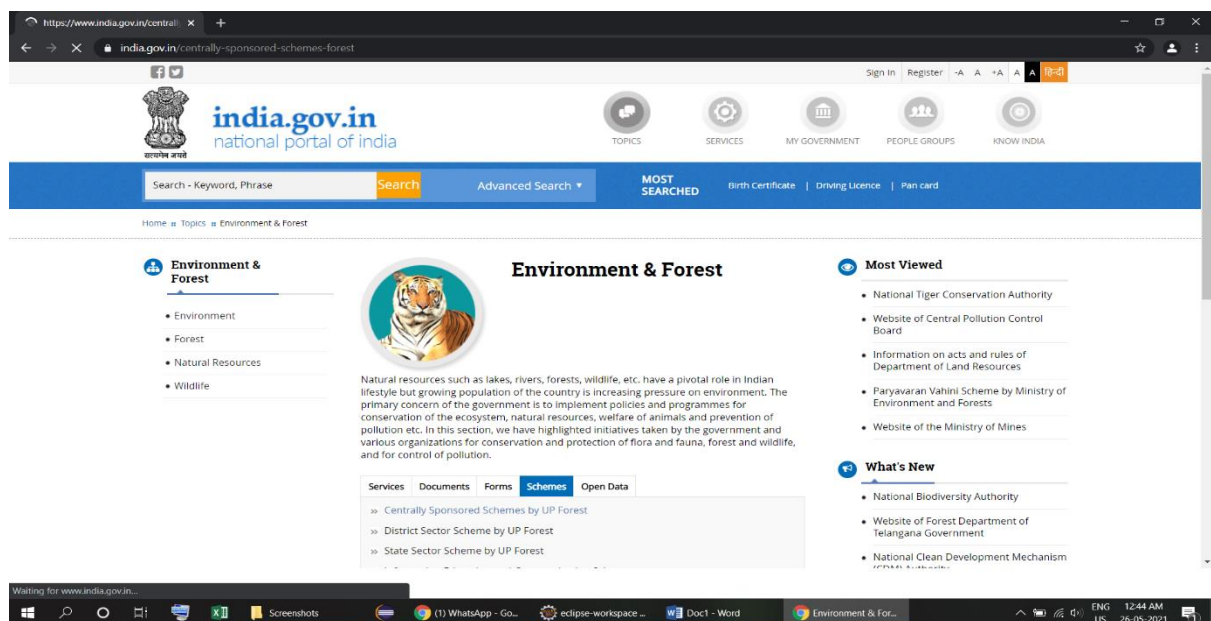 https://www.india.gov.in/central
india.gov.in/centrally-sponsored-schemes-forest
Sign In Register -A A +A A A हिन्दी
सत्यमेव जयते
india.gov.in
national portal of india
TOPICS SERVICES MY GOVERNMENT PEOPLE GROUPS KNOW INDIA
Search - Keyword, Phrase Search Advanced Search
MOST SEARCHED Birth Certificate | Driving Licence | Pan card
Home Topics Environment & Forest
Environment &
Forest
Environment
Forest
Natural Resources
Wildlife
Environment & Forest
Natural resources such as lakes, rivers, forests, wildlife, etc. have a pivotal role in Indian
lifestyle but growing population of the country is increasing pressure on environment. The
primary concern of the government is to implement policies and programmes for
conservation of the ecosystem, natural resources, welfare of animals and prevention of
pollution etc. In this section, we have highlighted initiatives taken by the government and
various organizations for conservation and protection of flora and fauna, forest and wildlife,
and for control of pollution.
Services Documents Forms Schemes Open Data
» Centrally Sponsored Schemes by UP Forest
» District Sector Scheme by UP Forest
» State Sector Scheme by UP Forest
Most Viewed
National Tiger Conservation Authority
Website of Central Pollution Control
Board
Information on acts and rules of
Department of Land Resources
Paryavaran Vahini Scheme by Ministry of
Environment and Forests
Website of the Ministry of Mines
What's New
National Biodiversity Authority
Website of Forest Department of
Telangana Government
National Clean Development Mechanism
Waiting for www.india.gov.in...
Screenshots (1) WhatsApp - Go... eclipse-workspace ... Doc1 - Word Environment & For...
ENG 12:44 AM
US 26-05-2021